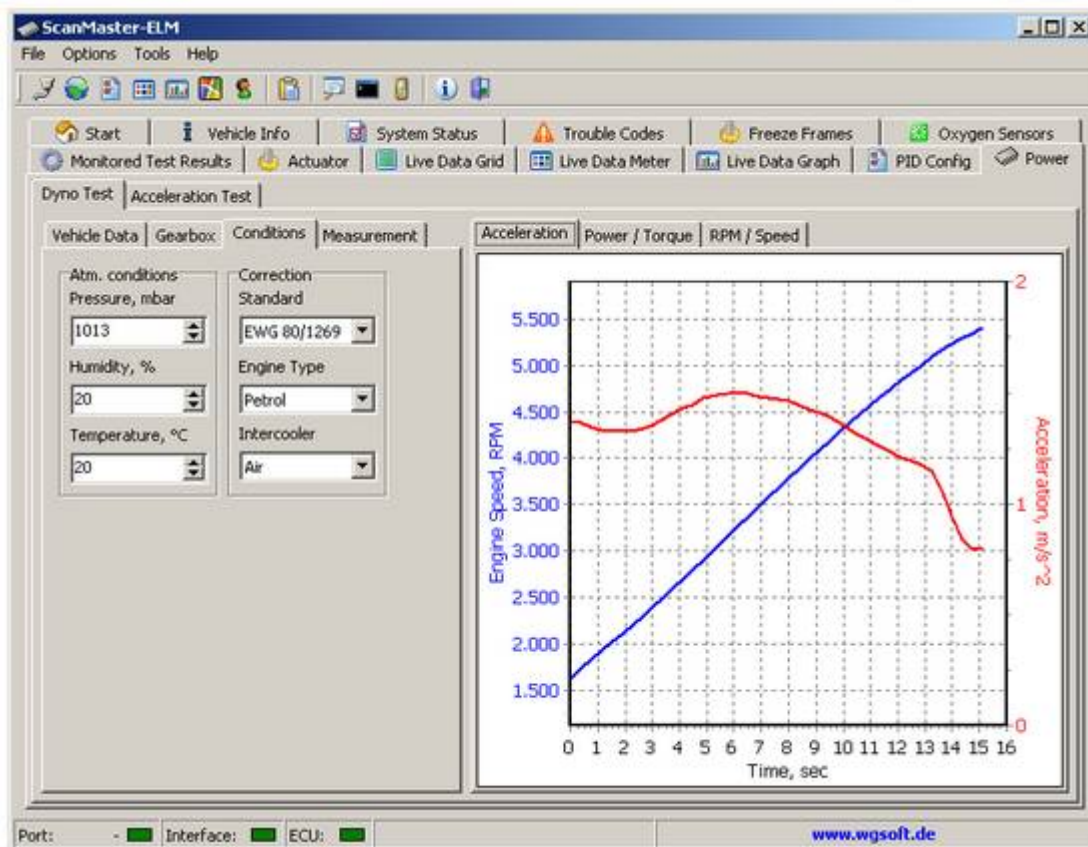 ScanMaster-ELM
File Options Tools Help
Start Vehicle Info System Status Trouble Codes Freeze Frames Oxygen Sensors
Monitored Test Results Actuator Live Data Grid Live Data Meter Live Data Graph PID Config Power
Dyno Test Acceleration Test
Vehicle Data Gearbox Conditions Measurement
Atm. conditions
Pressure, mbar
1013
Humidity, %
20
Temperature, °C
20
Correction
Standard
EWG 80/1269
Engine Type
Petrol
Intercooler
Air
Acceleration Power / Torque RPM / Speed
Engine Speed, RPM
5.500
5.000
4.500
4.000
3.500
3.000
2.500
2.000
1.500
2
1
0
Acceleration, m/s^2
0 1 2 3 4 5 6 7 8 9 10 11 12 13 14 15 16
Time, sec
Port: - Interface: ECU: www.wgsoft.de